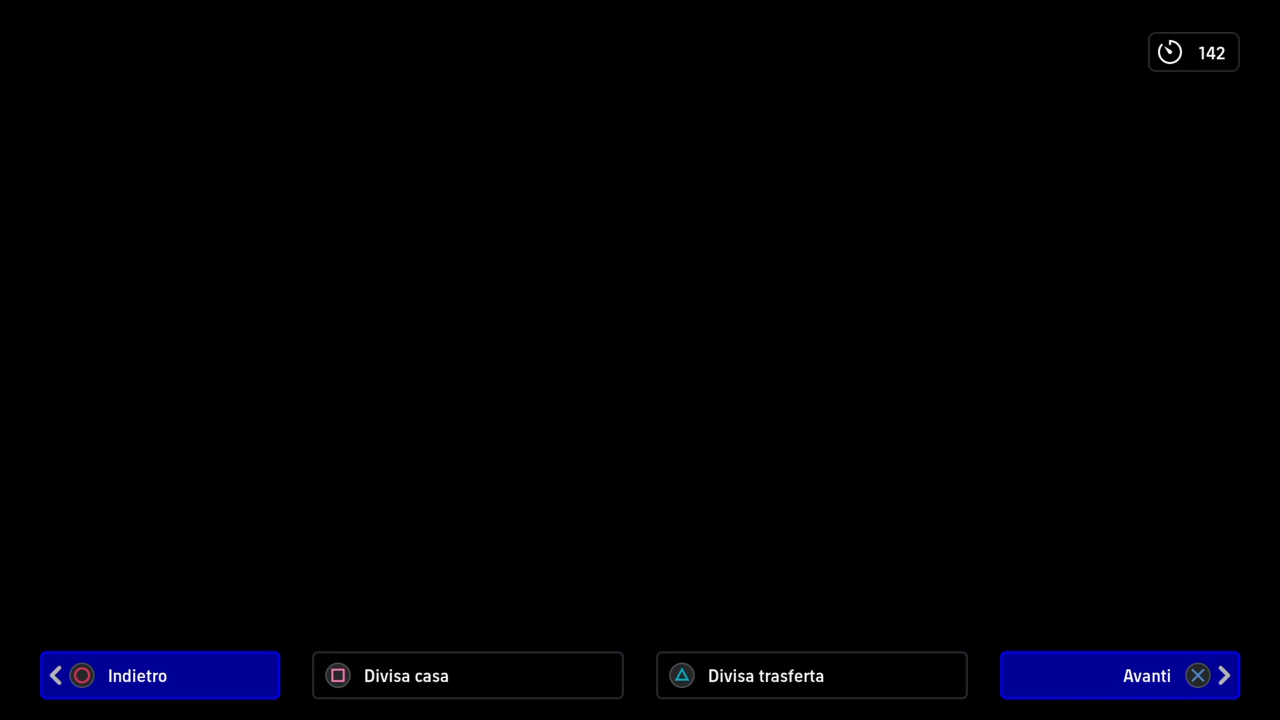 142
Indietro
Divisa casa
Divisa trasferta
Avanti